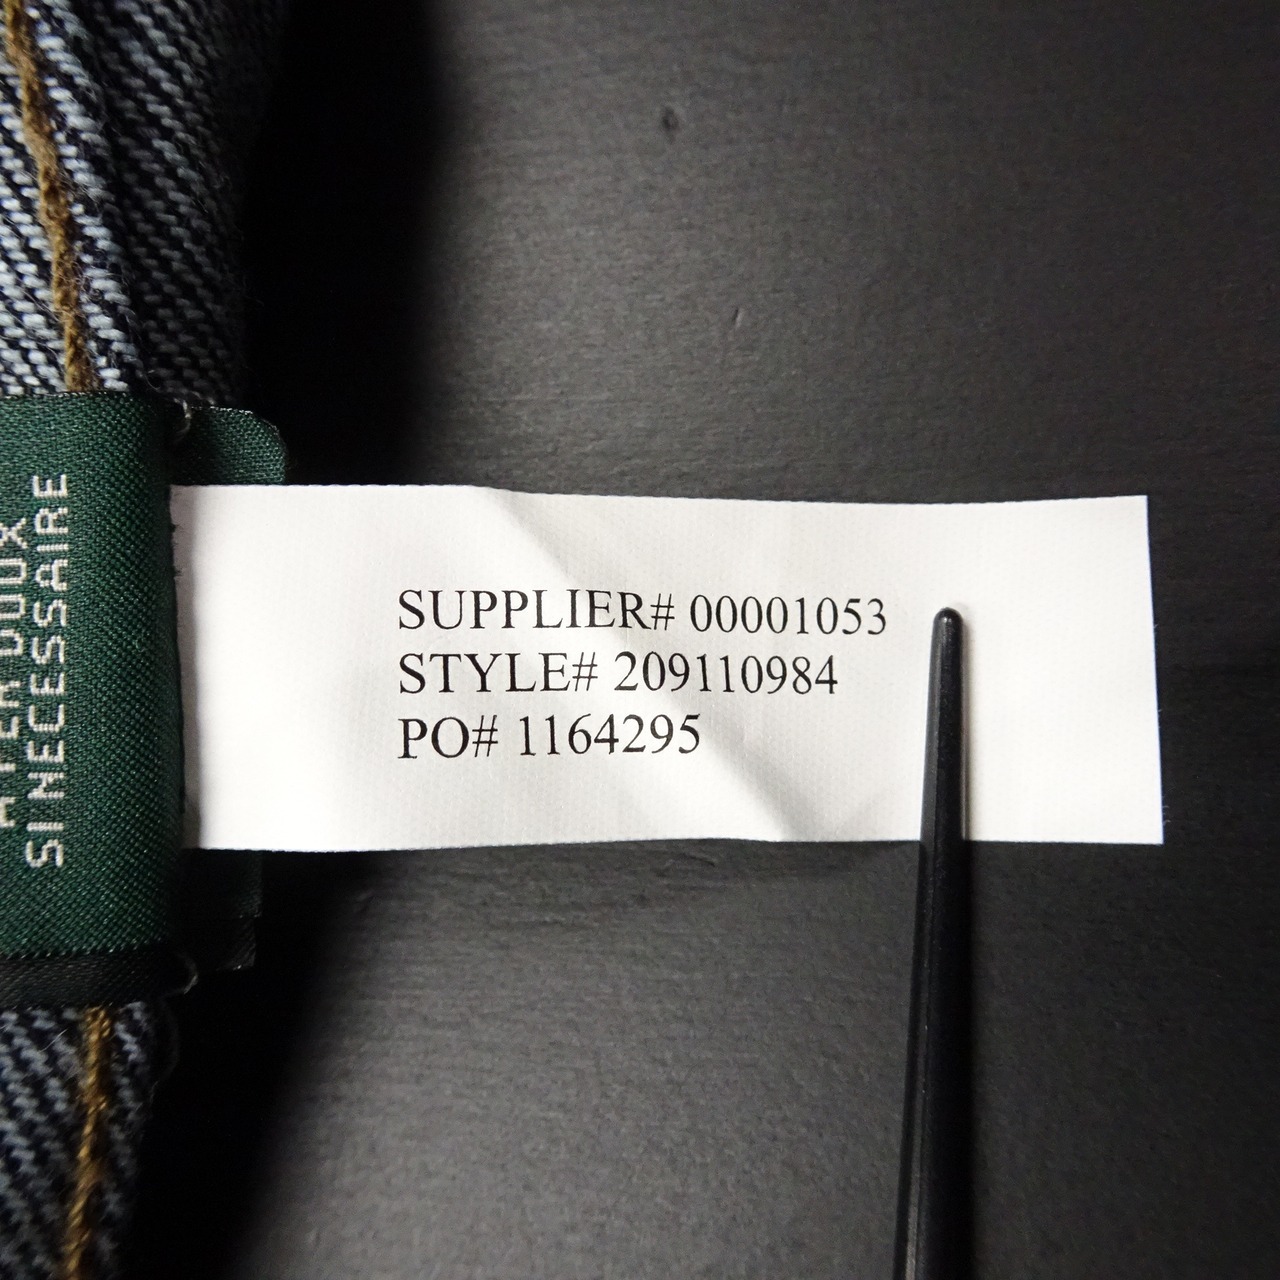 SUPPLIER# 00001053
STYLE# 209110984
PO# 1164295
SI NECESSAIRE